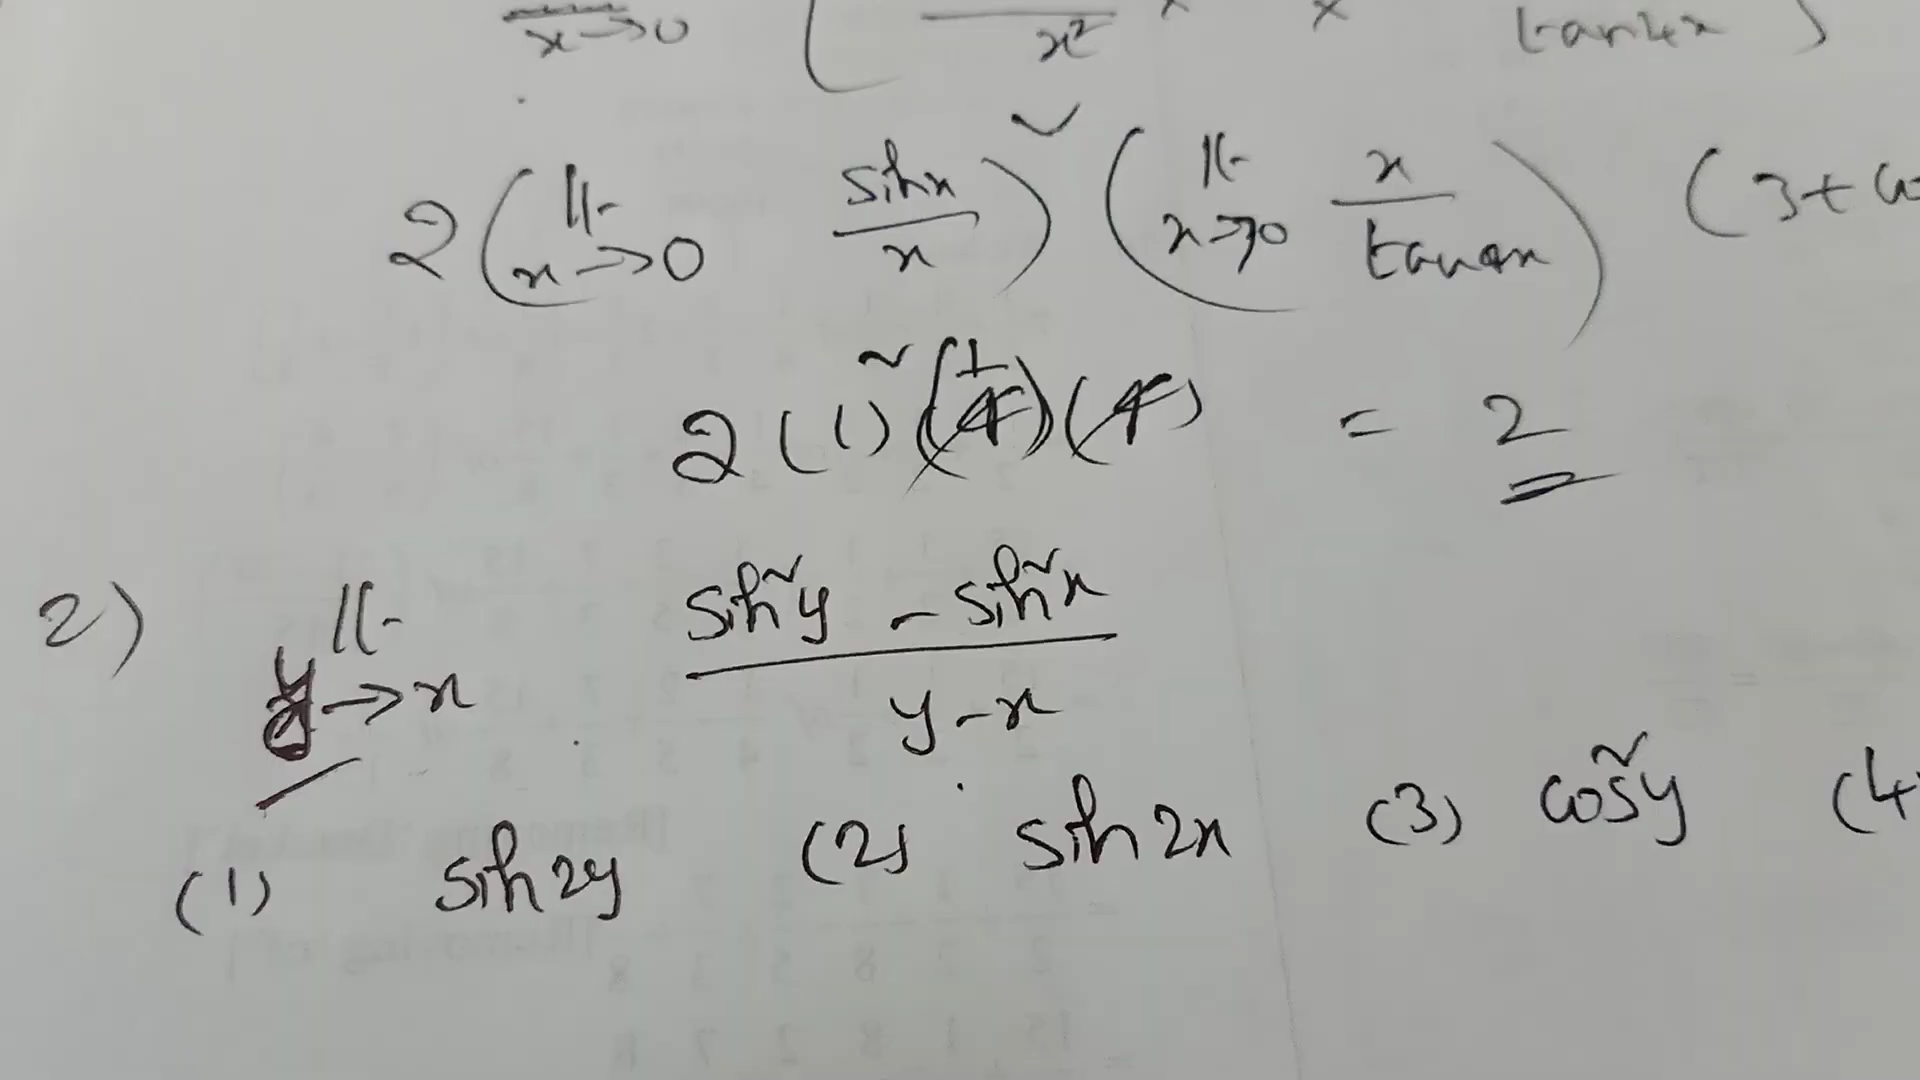 x→0 ( x² × × tan4x )
2 ( lt x→0 sinx/x )² ( lt x→0 x/tan4x ) (3+co
2 (1)² (1/4) (4) = 2
2) lt y→x sin²y - sin²x / y-x
(1) sin2y (2) sin2x (3) cos²y (4